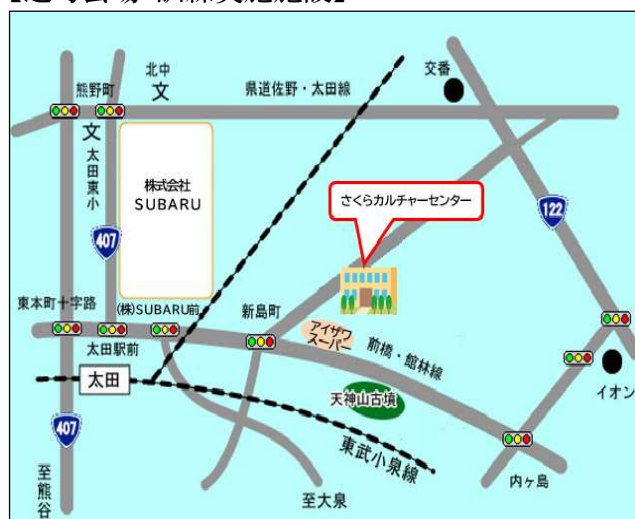 北中
文
交番
熊野町
県道佐野・太田線
文
太田東小
株式会社
SUBARU
さくらカルチャーセンター
122
407
東本町十字路
(株)SUBARU前
新島町
太田駅前
アイザワ
スーパー
前橋・館林線
太田
天神山古墳
イオン
407
東武小泉線
内ヶ島
至熊谷
至大泉